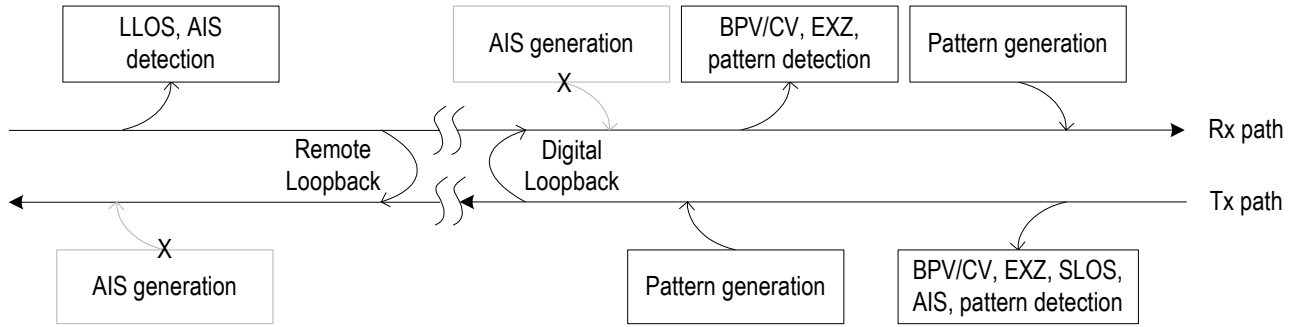 LLOS, AIS
detection
AIS generation
BPV/CV, EXZ,
pattern detection
Pattern generation
X
Rx path
Remote
Loopback
Digital
Loopback
Tx path
X
AIS generation
Pattern generation
BPV/CV, EXZ, SLOS,
AIS, pattern detection